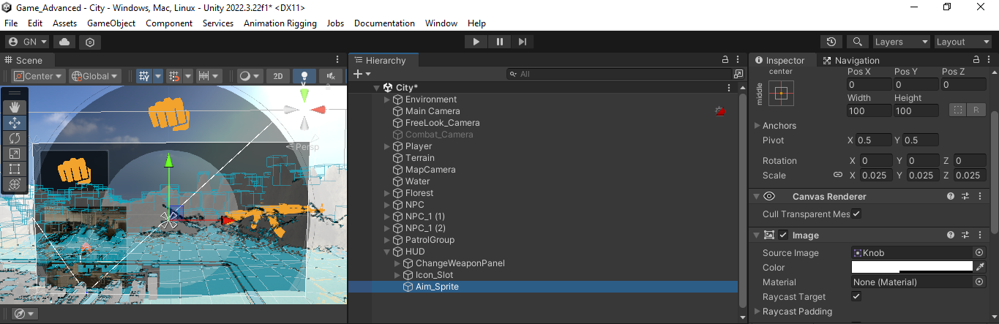 Game_Advanced - City - Windows, Mac, Linux - Unity 2022.3.22f1* <DX11>
File Edit Assets GameObject Component Services Animation Rigging Jobs Documentation Window Help
GN Layers Layout
Scene
Center Global 2D
Persp
Hierarchy
All
City*
Environment
Main Camera
FreeLook_Camera
Combat_Camera
Player
Terrain
MapCamera
Water
Florest
NPC
NPC_1 (1)
NPC_1 (2)
PatrolGroup
HUD
ChangeWeaponPanel
Icon_Slot
Aim_Sprite
Inspector Navigation
center Pos X Pos Y Pos Z
middle 0 0 0
Width Height
100 100 R
Anchors
Pivot X 0.5 Y 0.5
Rotation X 0 Y 0 Z 0
Scale X 0.025 Y 0.025 Z 0.025
Canvas Renderer
Cull Transparent Mes
Image
Source Image Knob
Color
Material None (Material)
Raycast Target
Raycast Padding